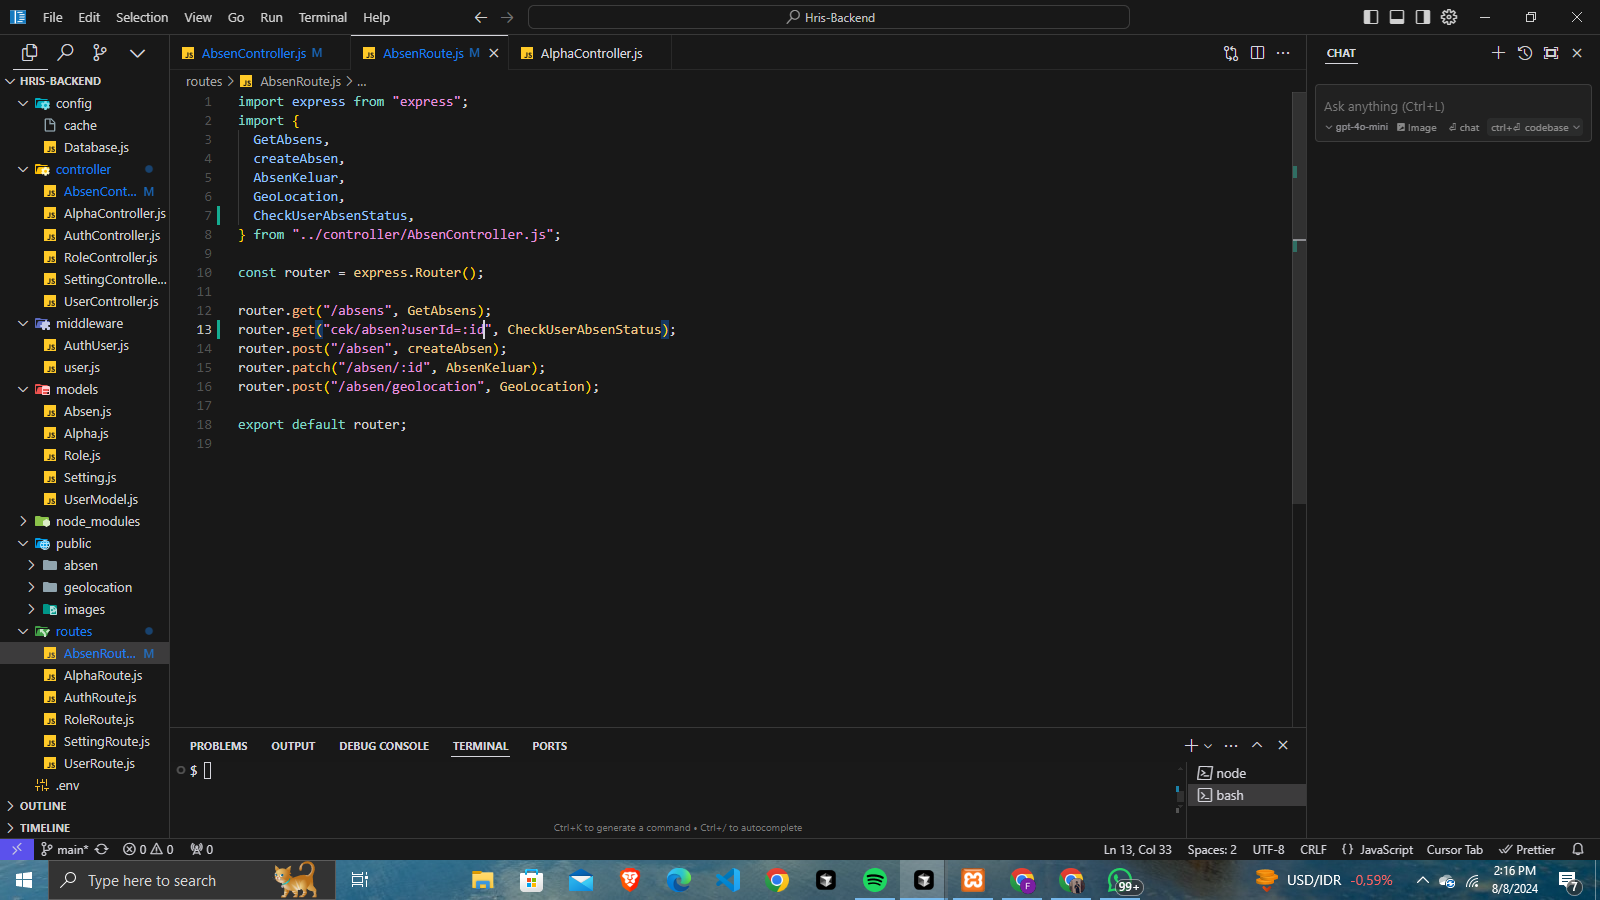 File Edit Selection View Go Run Terminal Help
Hris-Backend
AbsenController.js M
AbsenRoute.js M
AlphaController.js
CHAT
HRIS-BACKEND
config
cache
Database.js
controller
AbsenCont... M
AlphaController.js
AuthController.js
RoleController.js
SettingControlle...
UserController.js
middleware
AuthUser.js
user.js
models
Absen.js
Alpha.js
Role.js
Setting.js
UserModel.js
node_modules
public
absen
geolocation
images
routes
AbsenRout... M
AlphaRoute.js
AuthRoute.js
RoleRoute.js
SettingRoute.js
UserRoute.js
.env
OUTLINE
TIMELINE
routes > JS AbsenRoute.js > ...
1 import express from "express";
2 import {
3 GetAbsens,
4 createAbsen,
5 AbsenKeluar,
6 GeoLocation,
7 CheckUserAbsenStatus,
8 } from "../controller/AbsenController.js";
9
10 const router = express.Router();
11
12 router.get("/absens", GetAbsens);
13 router.get("cek/absen?userId=:id", CheckUserAbsenStatus);
14 router.post("/absen", createAbsen);
15 router.patch("/absen/:id", AbsenKeluar);
16 router.post("/absen/geolocation", GeoLocation);
17
18 export default router;
19
Ask anything (Ctrl+L)
gpt-4o-mini Image chat ctrl+⏎ codebase
PROBLEMS OUTPUT DEBUG CONSOLE TERMINAL PORTS
$
node
bash
Ctrl+K to generate a command • Ctrl+/ to autocomplete
main* 0 0 0
Ln 13, Col 33 Spaces: 2 UTF-8 CRLF {} JavaScript Cursor Tab Prettier
Type here to search
99+
USD/IDR -0,59%
2:16 PM
8/8/2024
7